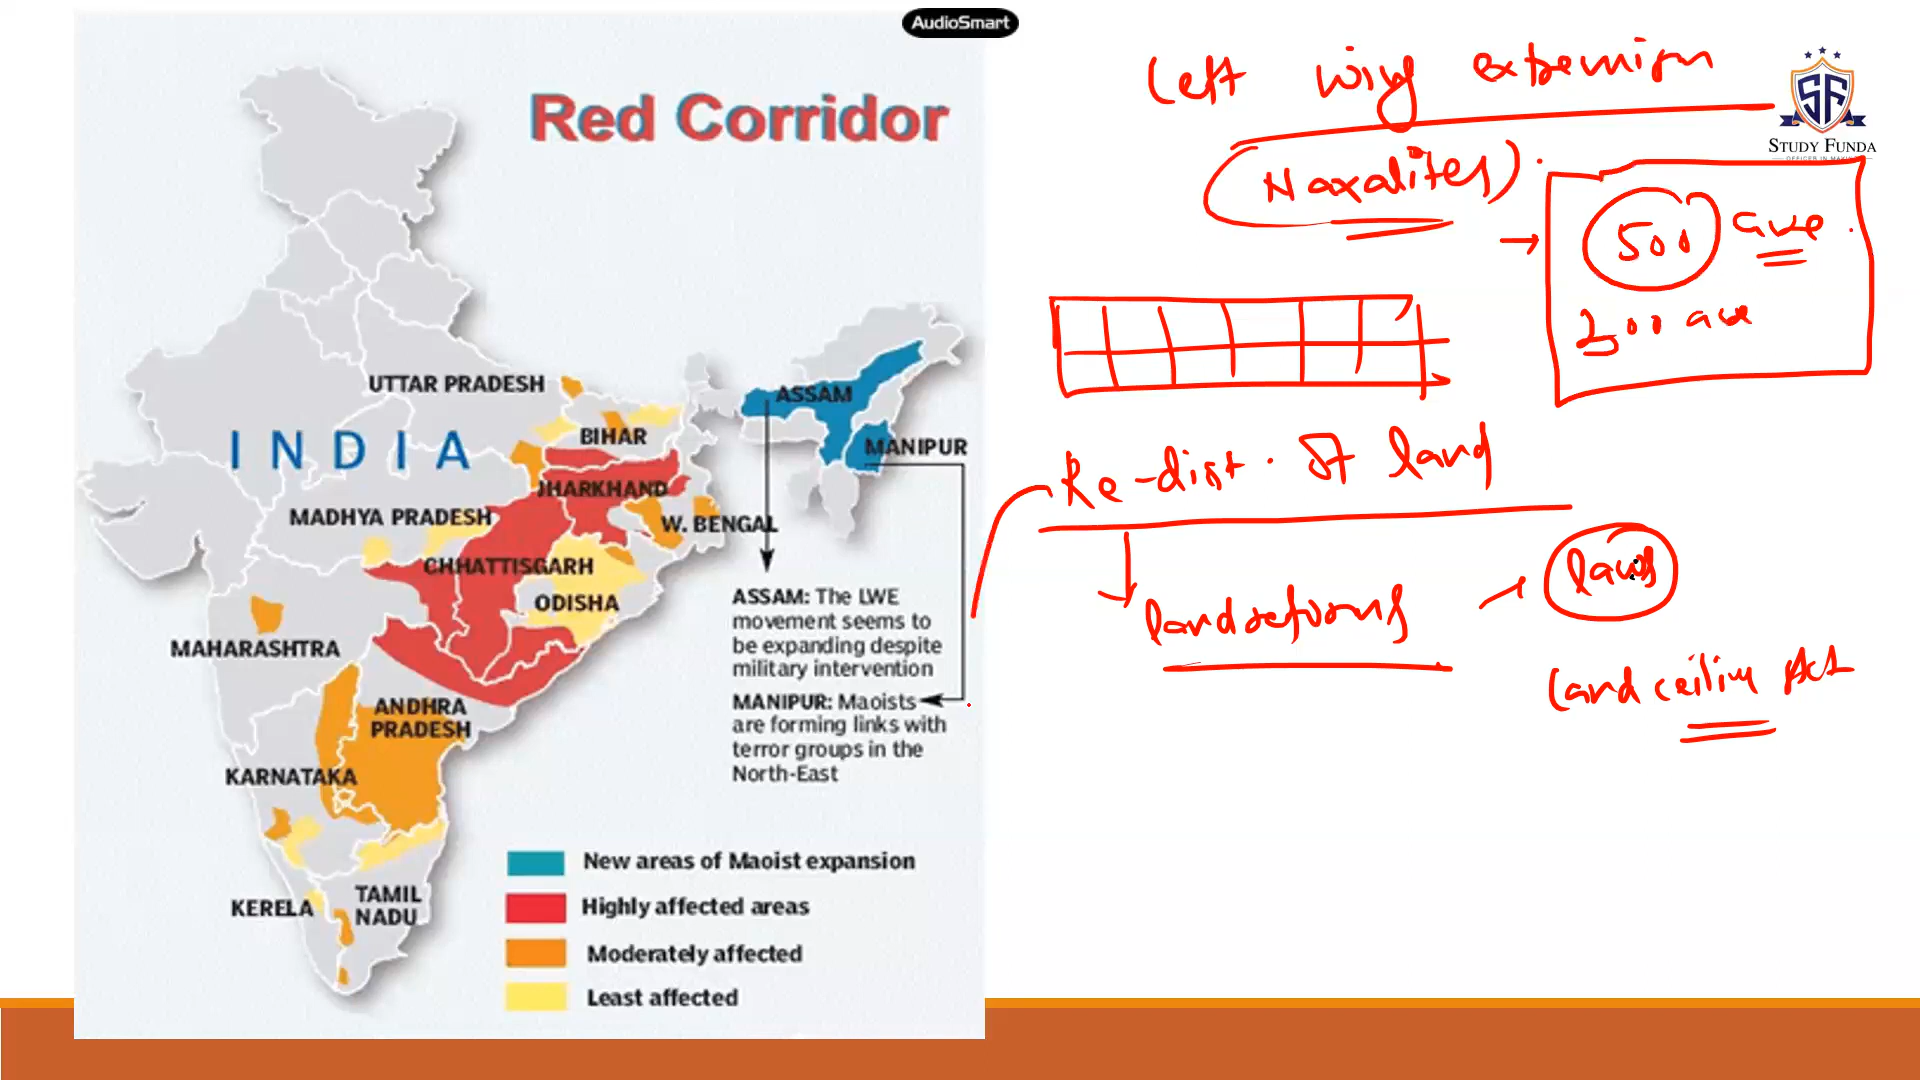 AudioSmart
Red Corridor
INDIA
UTTAR PRADESH
BIHAR
JHARKHAND
MADHYA PRADESH
W. BENGAL
CHHATTISGARH
ODISHA
MAHARASHTRA
ANDHRA
PRADESH
KARNATAKA
KERELA
TAMIL
NADU
ASSAM
MANIPUR
ASSAM: The LWE
movement seems to
be expanding despite
military intervention
MANIPUR: Maoists
are forming links with
terror groups in the
North-East
New areas of Maoist expansion
Highly affected areas
Moderately affected
Least affected
Left wing extremism
(Naxalites)
SF
STUDY FUNDA
500 acre
200 acre
Re-dist. of land
land reforms
laws
Land ceiling Act